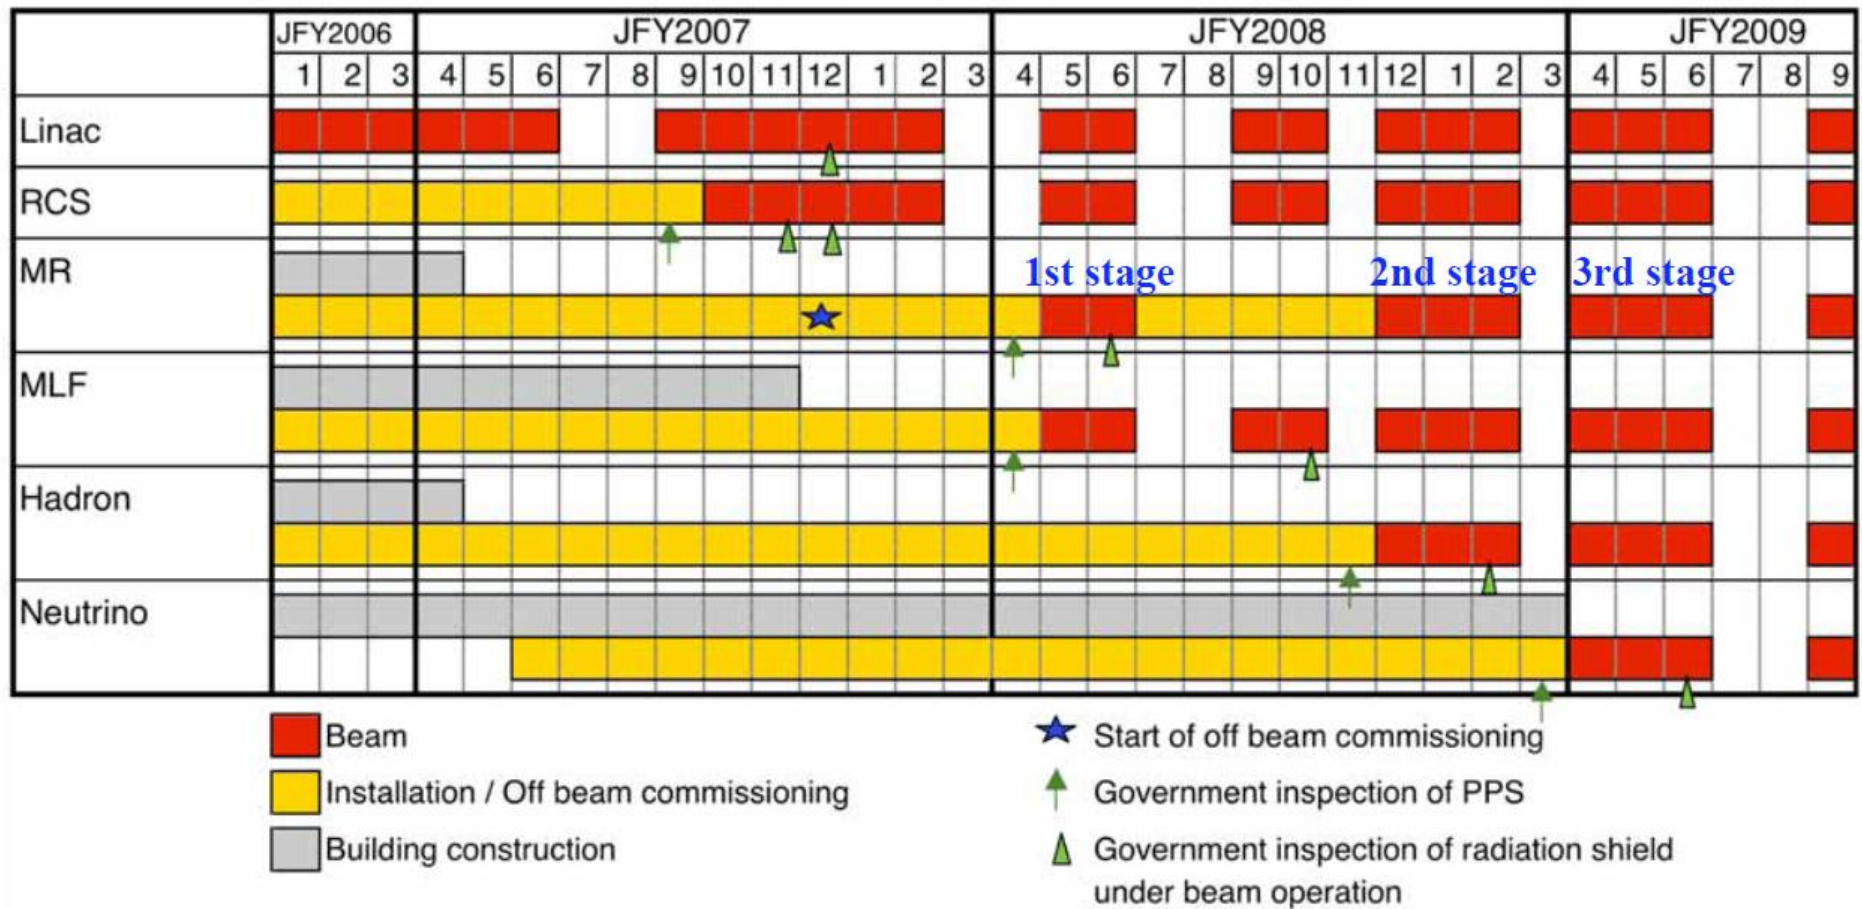 JFY2006 JFY2007 JFY2008 JFY2009
1 2 3 4 5 6 7 8 9 10 11 12 1 2 3 4 5 6 7 8 9 10 11 12 1 2 3 4 5 6 7 8 9
Linac
RCS
MR 1st stage 2nd stage 3rd stage
MLF
Hadron
Neutrino
Beam
Installation / Off beam commissioning
Building construction
Start of off beam commissioning
Government inspection of PPS
Government inspection of radiation shield
under beam operation